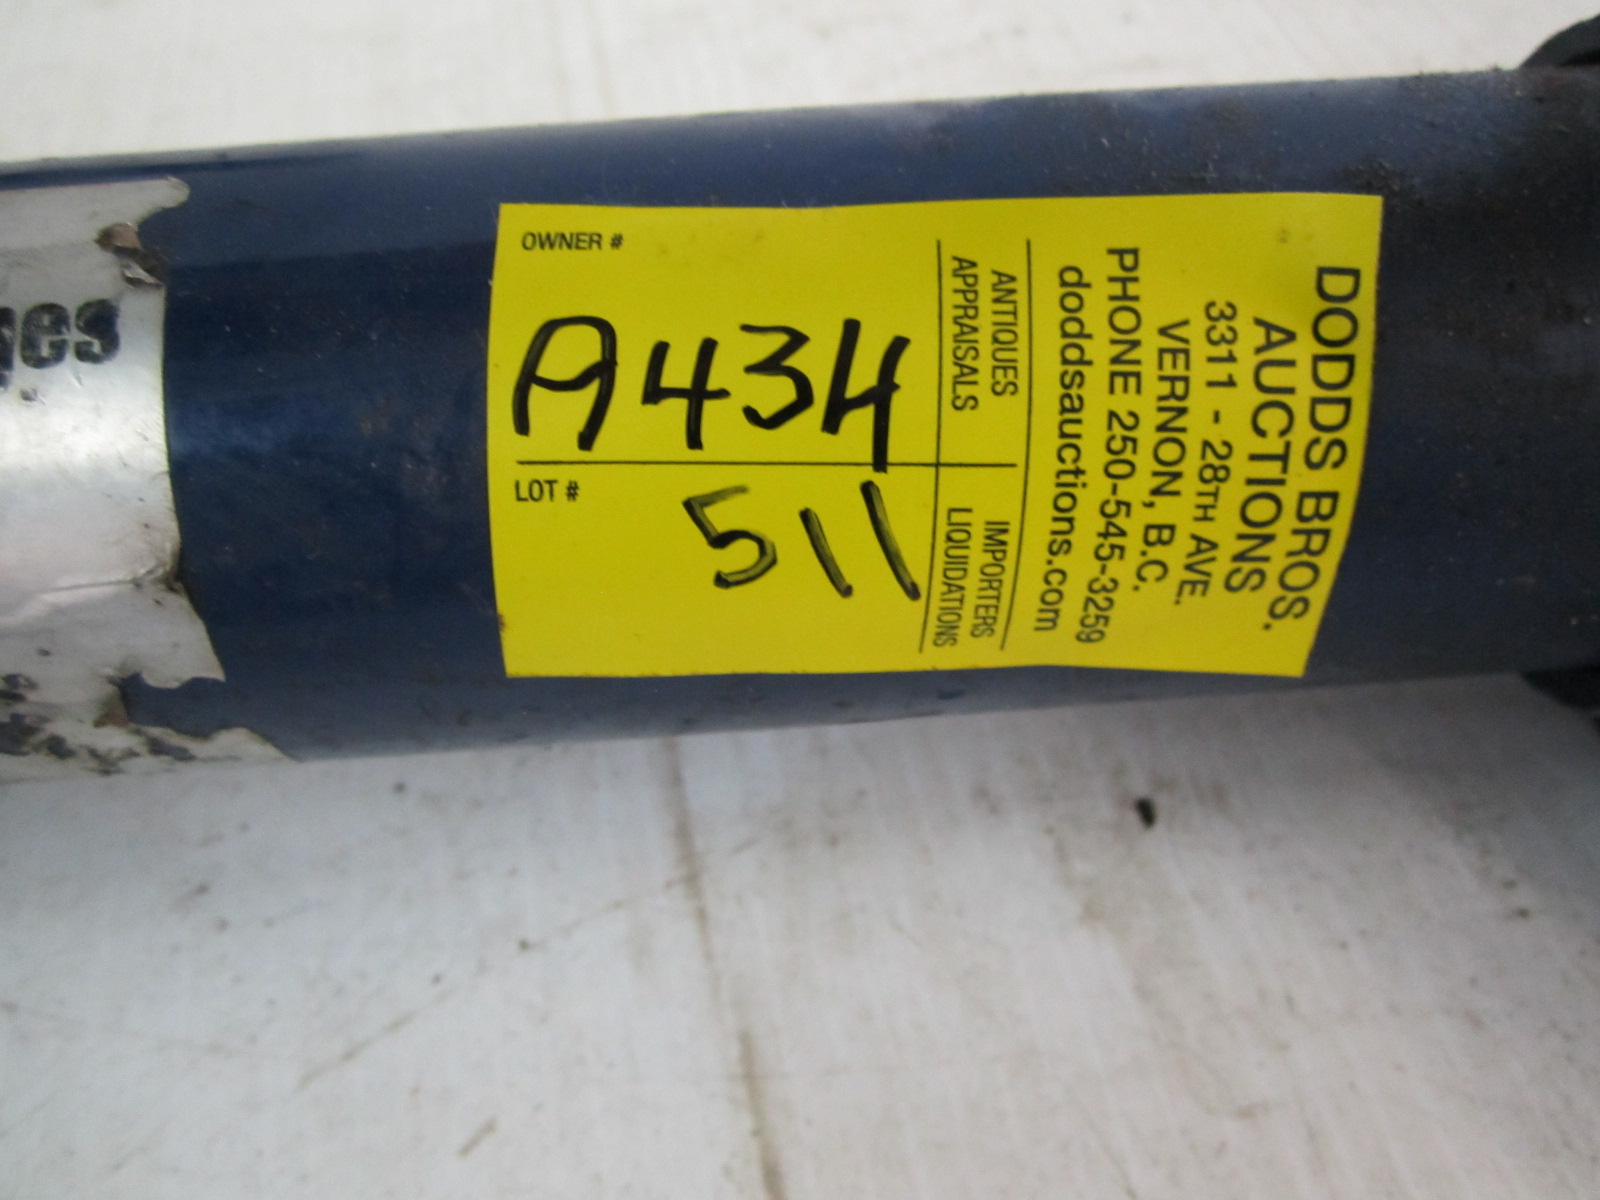 DODDS BROS.
AUCTIONS
3311 - 28TH AVE.
VERNON, B.C.
PHONE 250-545-3259
doddsauctions.com
ANTIQUES
APPRAISALS
IMPORTERS
LIQUIDATIONS
OWNER #
A434
LOT #
511